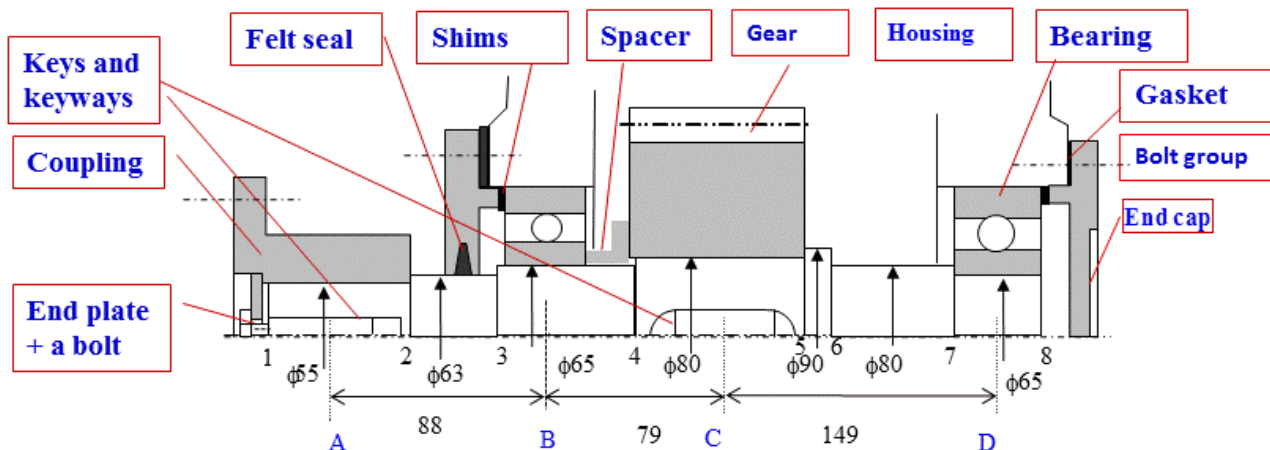 Felt seal
Shims
Spacer
Gear
Housing
Bearing
Keys and
keyways
Gasket
Coupling
Bolt group
End cap
End plate
+ a bolt
1
2
3
4
5
6
7
8
ϕ55
ϕ63
ϕ65
ϕ80
ϕ90
ϕ80
ϕ65
88
79
149
A
B
C
D